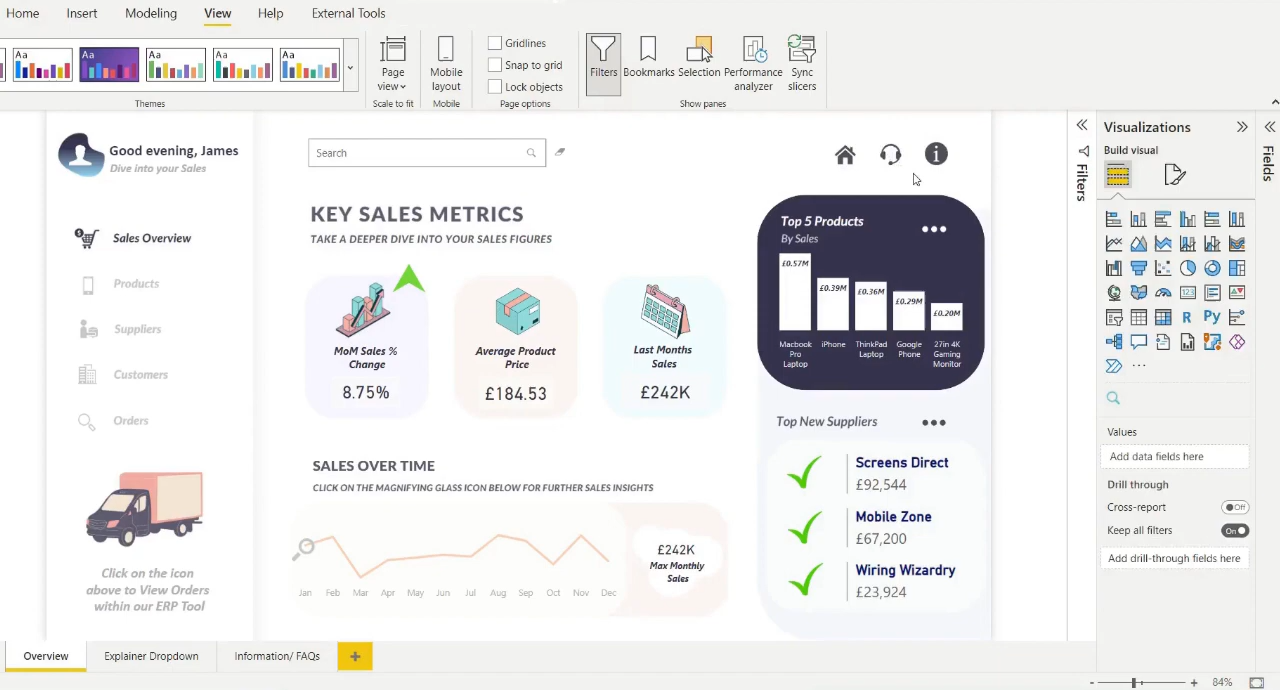 Home
Insert
Modeling
View
Help
External Tools
Aa
Aa
Aa
Aa
Aa
Themes
Page
view
Scale to fit
Mobile
layout
Mobile
Gridlines
Snap to grid
Lock objects
Page options
Filters
Bookmarks
Selection
Performance
analyzer
Sync
slicers
Show panes
Good evening, James
Dive into your Sales
Sales Overview
Products
Suppliers
Customers
Orders
Click on the icon
above to View Orders
within our ERP Tool
Search
KEY SALES METRICS
TAKE A DEEPER DIVE INTO YOUR SALES FIGURES
MoM Sales %
Change
8.75%
Average Product
Price
£184.53
Last Months
Sales
£242K
SALES OVER TIME
CLICK ON THE MAGNIFYING GLASS ICON BELOW FOR FURTHER SALES INSIGHTS
Jan Feb Mar Apr May Jun Jul Aug Sep Oct Nov Dec
£242K
Max Monthly
Sales
Top 5 Products
By Sales
£0.57M
£0.39M
£0.36M
£0.29M
£0.20M
Macbook
Pro
Laptop
iPhone
ThinkPad
Laptop
Google
Phone
27in 4K
Gaming
Monitor
Top New Suppliers
Screens Direct
£92,544
Mobile Zone
£67,200
Wiring Wizardry
£23,924
Filters
Visualizations
Build visual
123
R
Py
Values
Add data fields here
Drill through
Cross-report
Off
Keep all filters
On
Add drill-through fields here
Fields
Overview
Explainer Dropdown
Information/ FAQs
+
- + 84%